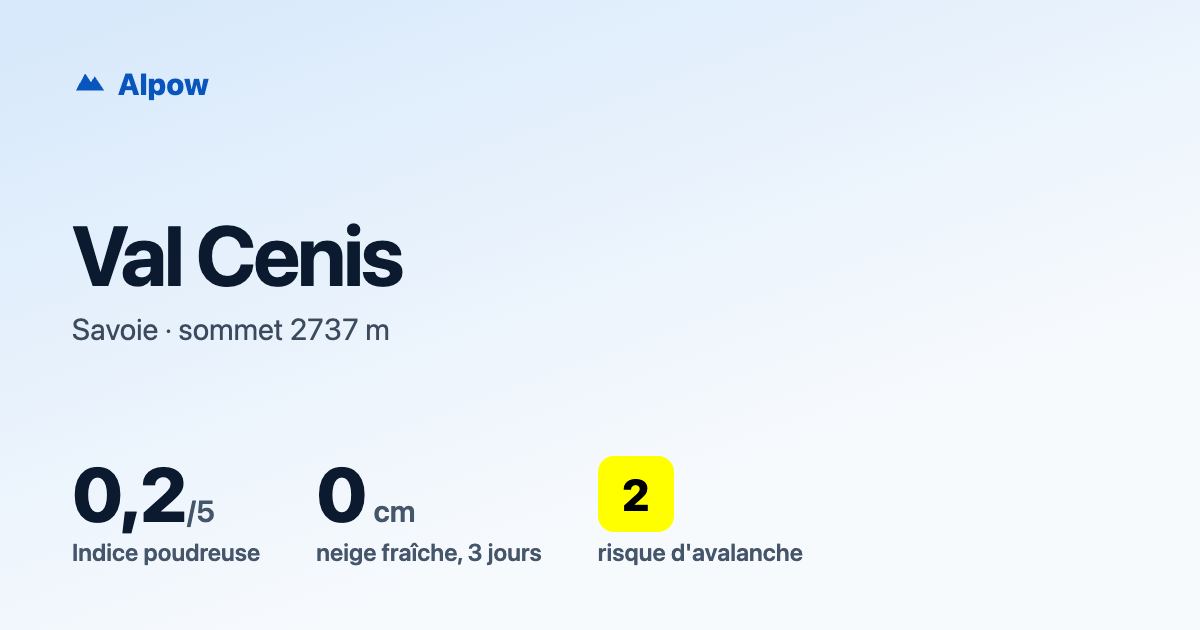 Alpow
Val Cenis
Savoie · sommet 2737 m
0,2/5
Indice poudreuse
0 cm
neige fraîche, 3 jours
2
risque d'avalanche